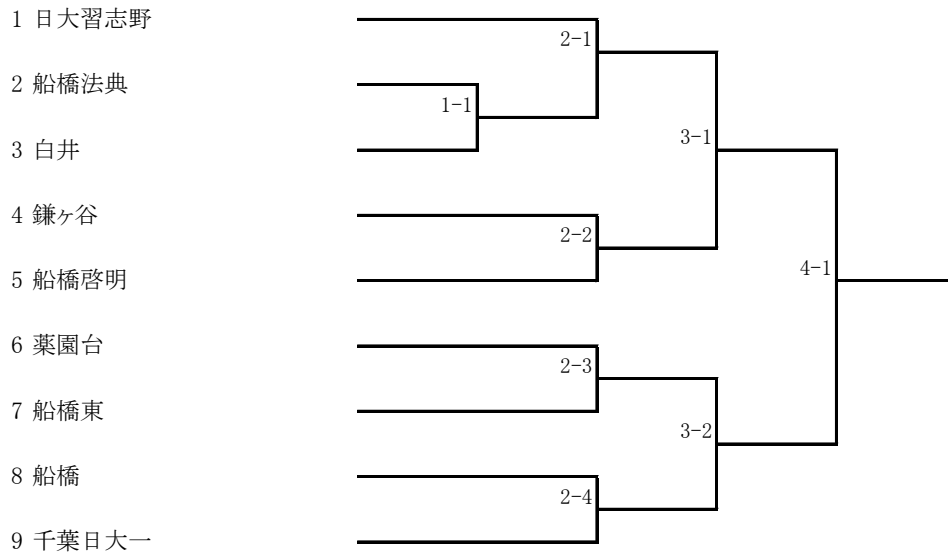 1 日大習志野
2-1
2 船橋法典
1-1
3-1
3 白井
4 鎌ヶ谷
2-2
4-1
5 船橋啓明
6 薬園台
2-3
7 船橋東
3-2
8 船橋
2-4
9 千葉日大一